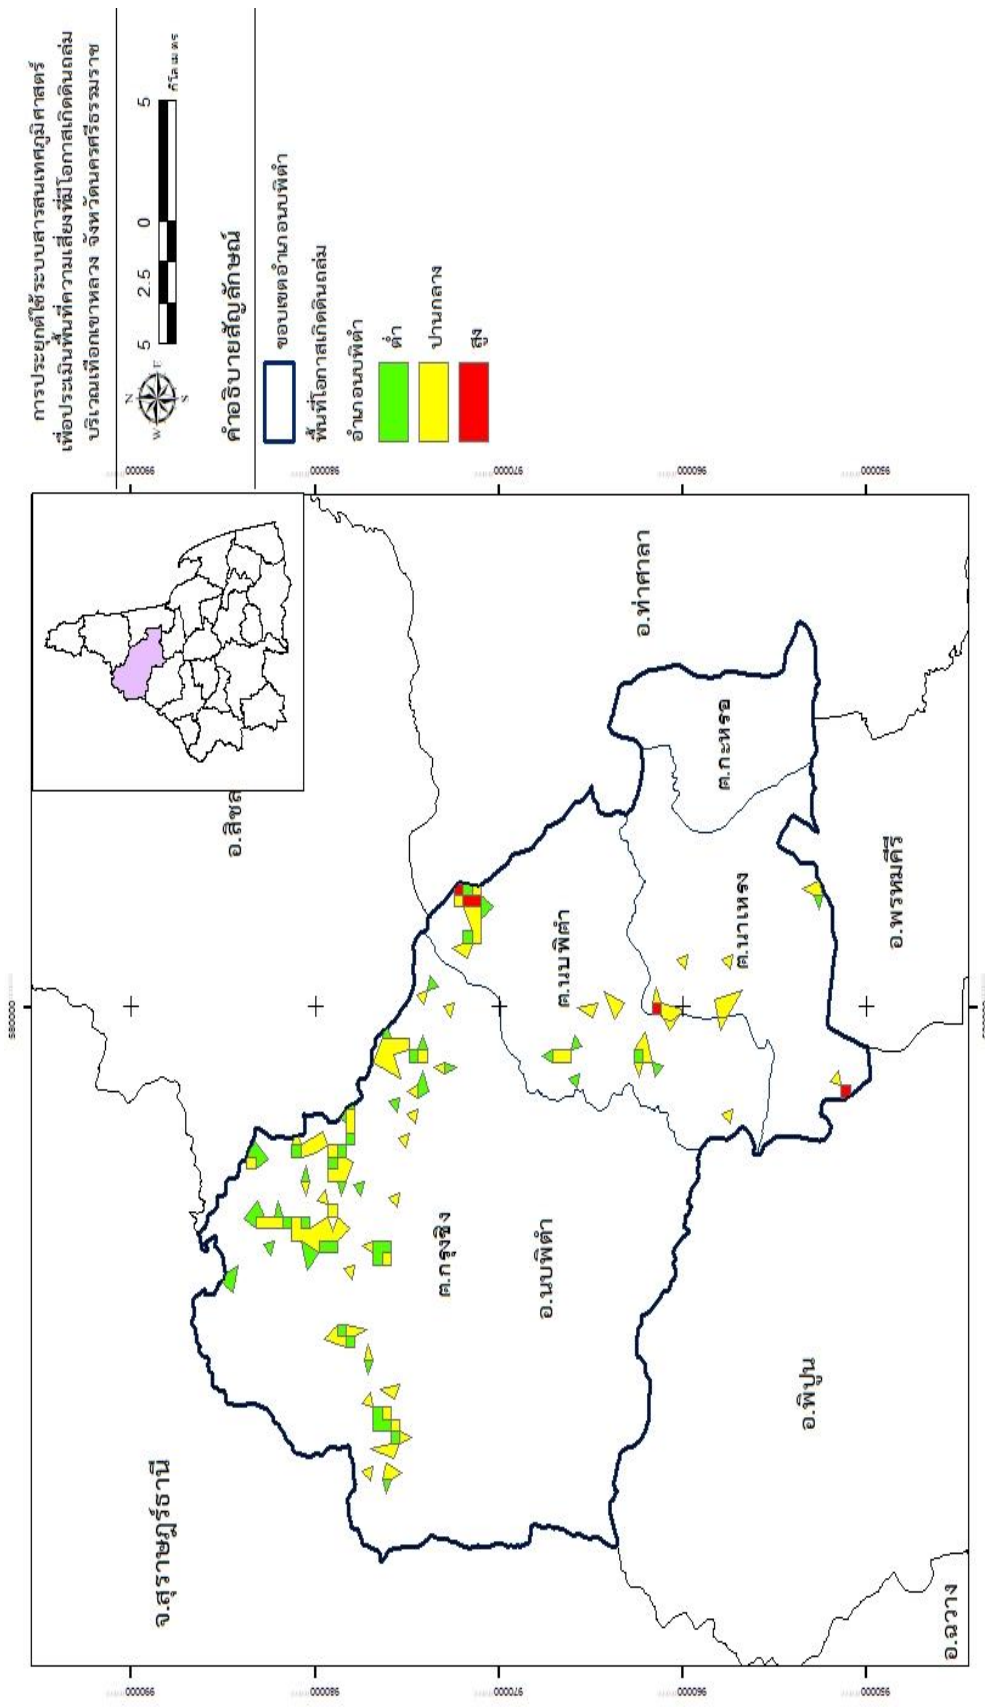 การประยุกต์ใช้ระบบสารสนเทศภูมิศาสตร์
เพื่อประเมินพื้นที่ความเสี่ยงที่มีโอกาสเกิดดินถล่ม
บริเวณเทือกเขาหลวง จังหวัดนครศรีธรรมราช
5 2.5 0 5
กิโลเมตร
N
W E
S
คำอธิบายสัญลักษณ์
ขอบเขตอำเภอนบพิตำ
พื้นที่โอกาสเกิดดินถล่ม
อำเภอนบพิตำ
ต่ำ
ปานกลาง
สูง
จ.สุราษฎร์ธานี
อ.สิชล
อ.ท่าศาลา
ต.กรุงชิง
อ.นบพิตำ
ต.นบพิตำ
ต.นาเหรง
ต.กะหรอ
อ.พิปูน
อ.พรหมคีรี
อ.ฉวาง
990000
980000
970000
960000
950000
990000
980000
970000
960000
950000